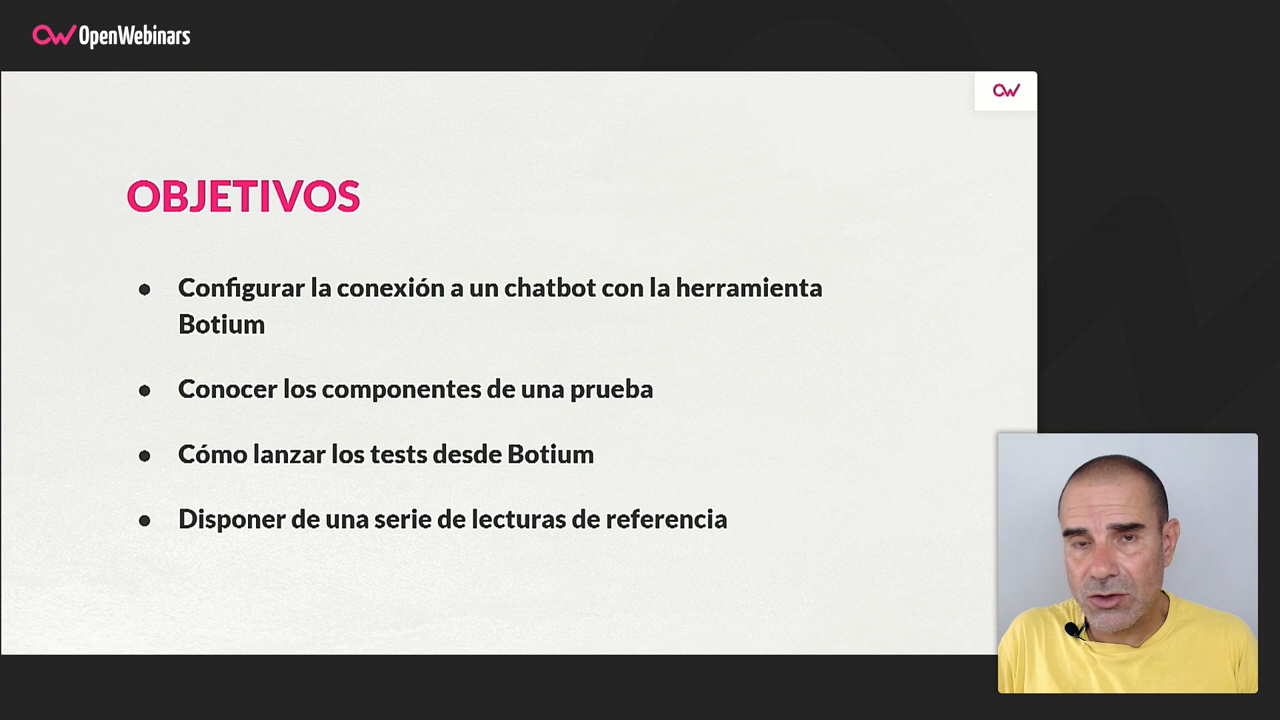 OpenWebinars
OBJETIVOS
● Configurar la conexión a un chatbot con la herramienta
Botium
● Conocer los componentes de una prueba
● Cómo lanzar los tests desde Botium
● Disponer de una serie de lecturas de referencia